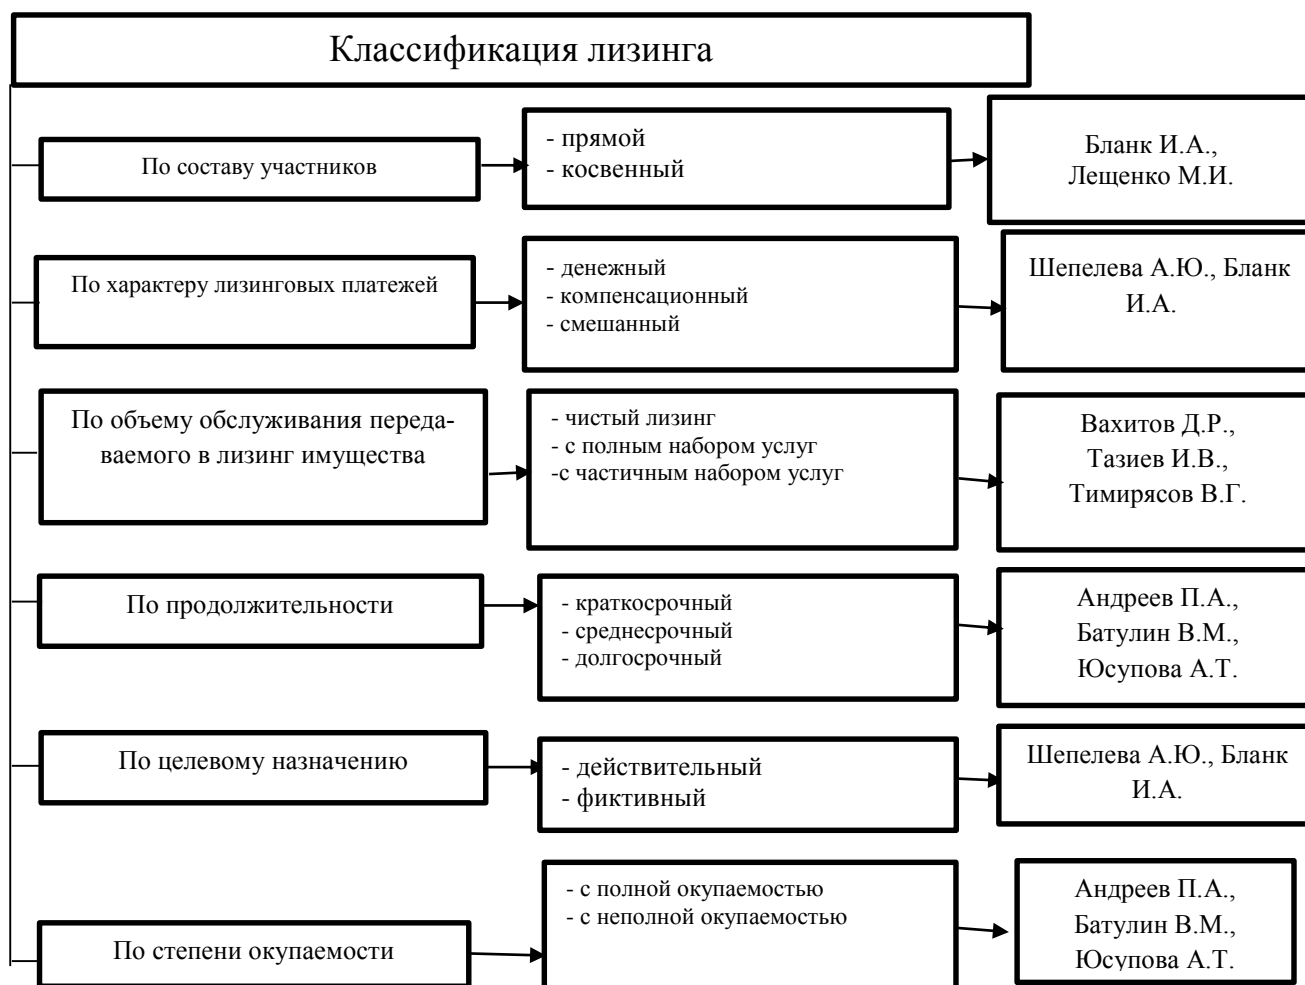 Классификация лизинга
По составу участников
- прямой
- косвенный
Бланк И.А.,
Лещенко М.И.
По характеру лизинговых платежей
- денежный
- компенсационный
- смешанный
Шепелева А.Ю., Бланк
И.А.
По объему обслуживания переда-
ваемого в лизинг имущества
- чистый лизинг
- с полным набором услуг
-с частичным набором услуг
Вахитов Д.Р.,
Тазиев И.В.,
Тимирясов В.Г.
По продолжительности
- краткосрочный
- среднесрочный
- долгосрочный
Андреев П.А.,
Батулин В.М.,
Юсупова А.Т.
По целевому назначению
- действительный
- фиктивный
Шепелева А.Ю., Бланк
И.А.
По степени окупаемости
- с полной окупаемостью
- с неполной окупаемостью
Андреев П.А.,
Батулин В.М.,
Юсупова А.Т.